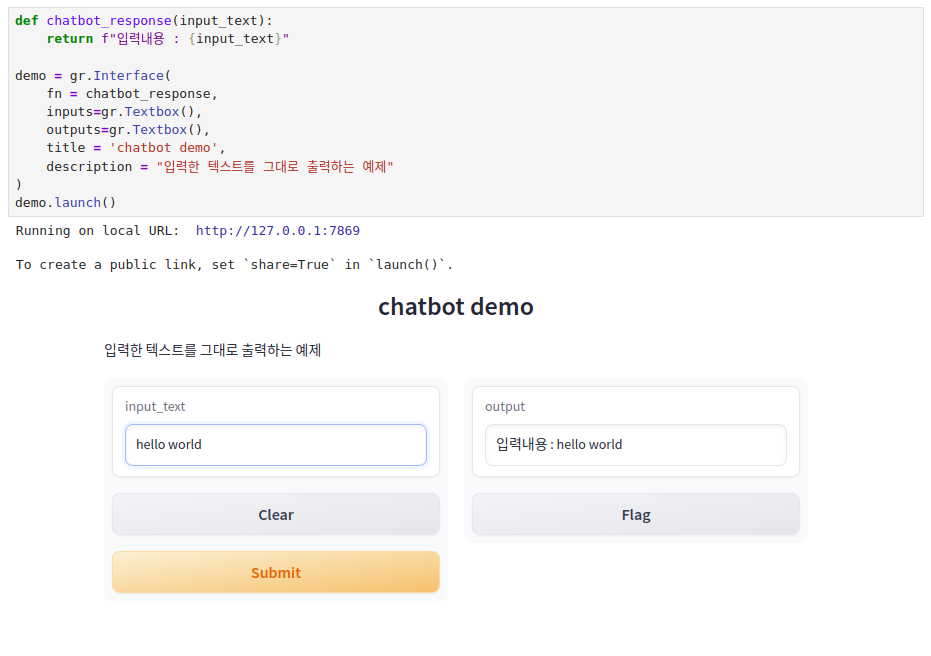 def chatbot_response(input_text):
    return f"입력내용 : {input_text}"

demo = gr.Interface(
    fn = chatbot_response,
    inputs=gr.Textbox(),
    outputs=gr.Textbox(),
    title = 'chatbot demo',
    description = "입력한 텍스트를 그대로 출력하는 예제"
)
demo.launch()
Running on local URL:  http://127.0.0.1:7869

To create a public link, set `share=True` in `launch()`.
chatbot demo
입력한 텍스트를 그대로 출력하는 예제
input_text
hello world
Clear
Submit
output
입력내용 : hello world
Flag